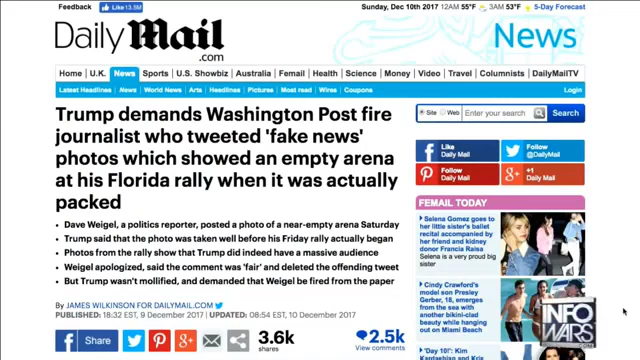 Feedback Like 13.5M Sunday, Dec 10th 2017 12AM 55°F 3AM 53°F 5-Day Forecast
Daily Mail .com News
Home U.K. News Sports U.S. Showbiz Australia Femail Health Science Money Video Travel Columnists DailyMailTV
Latest Headlines News World News Arts Headlines Pictures Most read Wires Coupons Login
Trump demands Washington Post fire
journalist who tweeted 'fake news'
photos which showed an empty arena
at his Florida rally when it was actually
packed
• Dave Weigel, a politics reporter, posted a photo of a near-empty arena Saturday
• Trump said that the photo was taken well before his Friday rally actually began
• Photos from the rally show that Trump did indeed have a massive audience
• Weigel apologized, said the comment was 'fair' and deleted the offending tweet
• But Trump wasn't mollified, and demanded that Weigel be fired from the paper
By JAMES WILKINSON FOR DAILYMAIL.COM
PUBLISHED: 18:32 EST, 9 December 2017 | UPDATED: 08:54 EST, 10 December 2017
Share 3.6k shares 2.5k View comments
Site Web Enter your search Search
Like Daily Mail
Follow @DailyMail
Follow Daily Mail
+1 Daily Mail
FEMAIL TODAY
Selena Gomez goes to
her little sister's ballet
recital accompanied by
her friend and kidney
donor Francia Raisa
Selena is a very proud big
sister
Cindy Crawford's
model son Presley
Gerber, 18, emerges
from the sea with
another bikini-clad
beauty while hanging
out on Miami Beach
'Day 10!': Kim
Kardashian and Kris
INFO
WARS